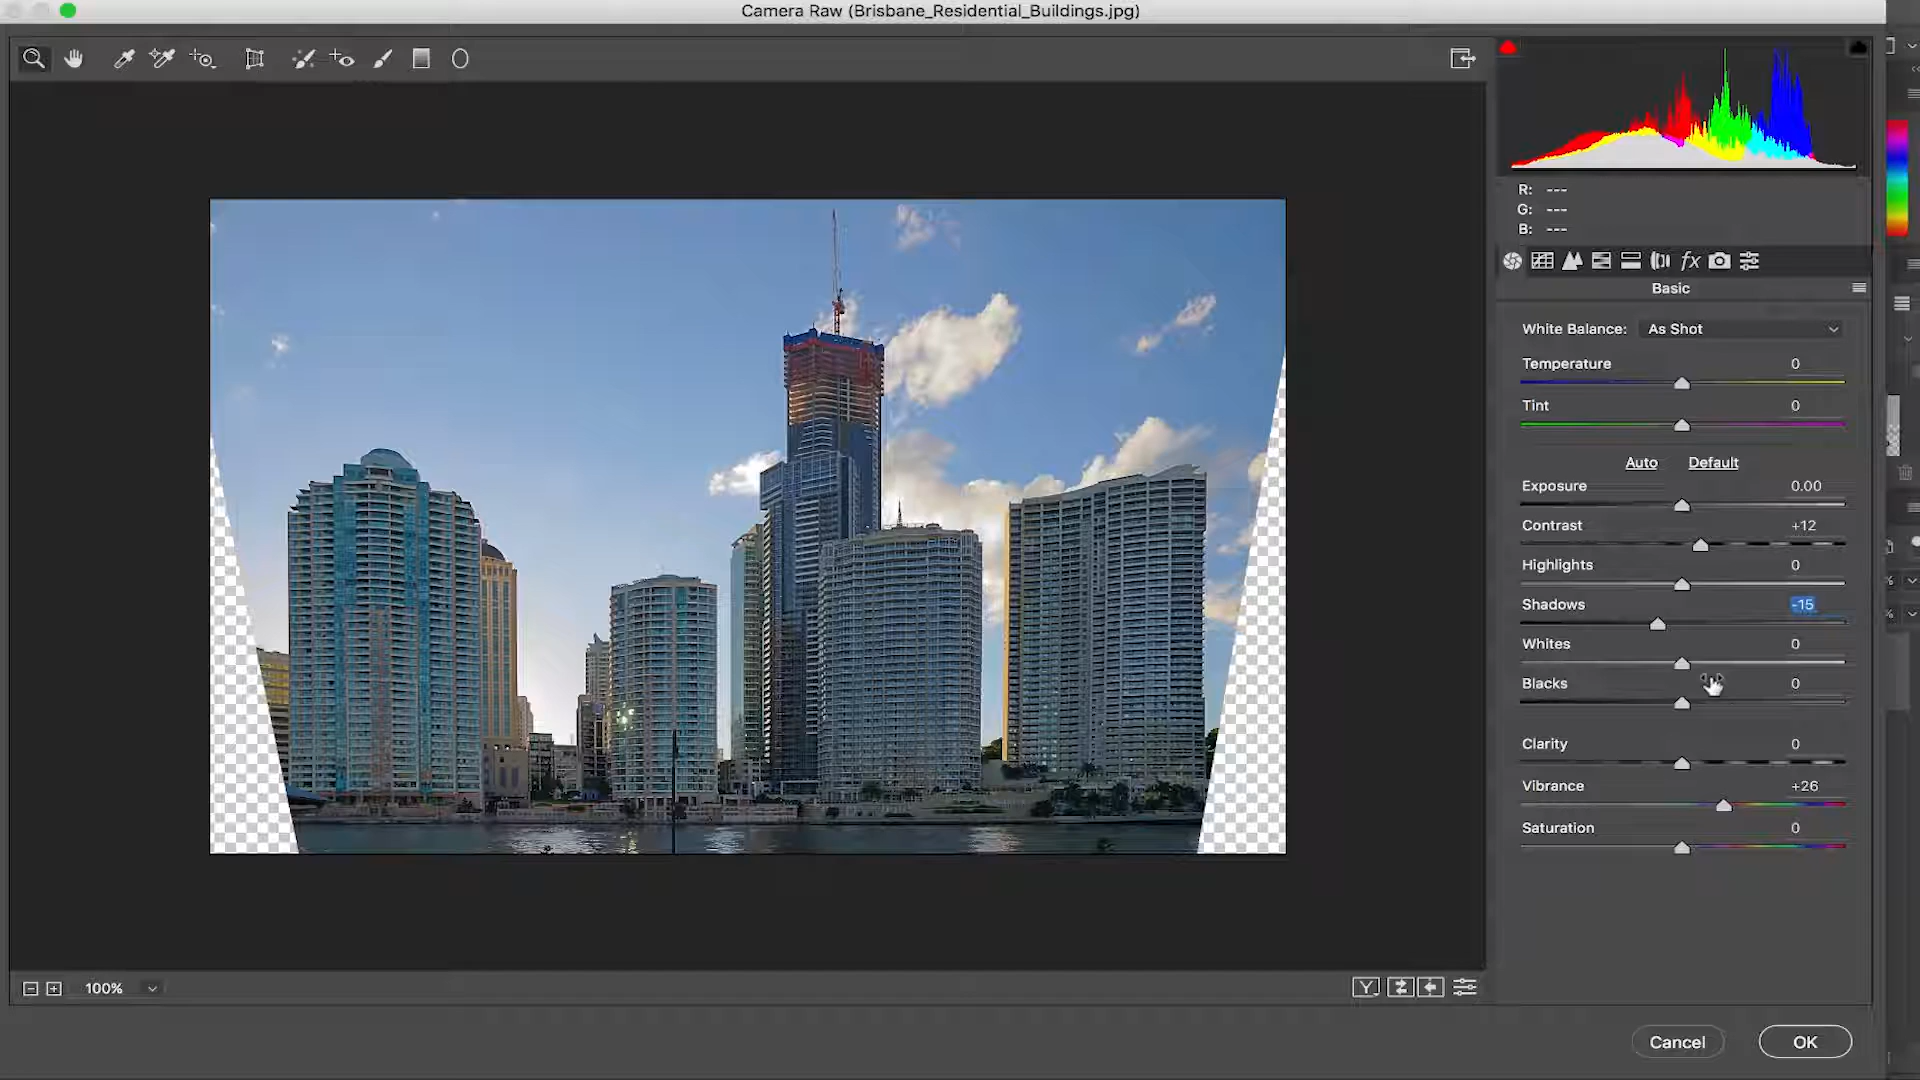 Camera Raw (Brisbane_Residential_Buildings.jpg)
R: ---
G: ---
B: ---
fx
Basic
White Balance: As Shot
Temperature 0
Tint 0
Auto Default
Exposure 0.00
Contrast +12
Highlights 0
Shadows -15
Whites 0
Blacks 0
Clarity 0
Vibrance +26
Saturation 0
100%
Y
Cancel OK
%
%